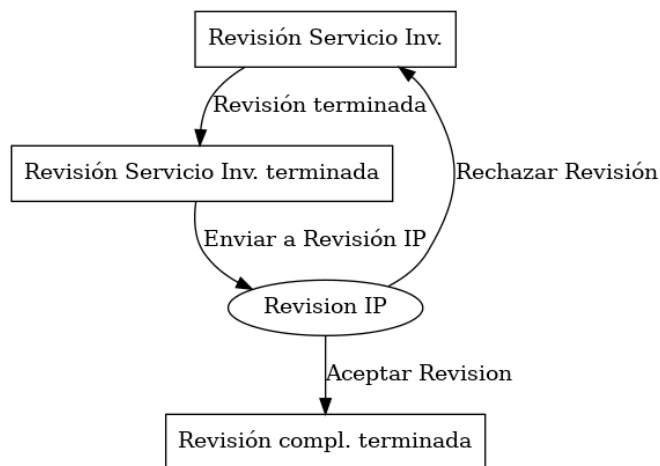 Revisión Servicio Inv.
Revisión terminada
Revisión Servicio Inv. terminada
Rechazar Revisión
Enviar a Revisión IP
Revision IP
Aceptar Revision
Revisión compl. terminada